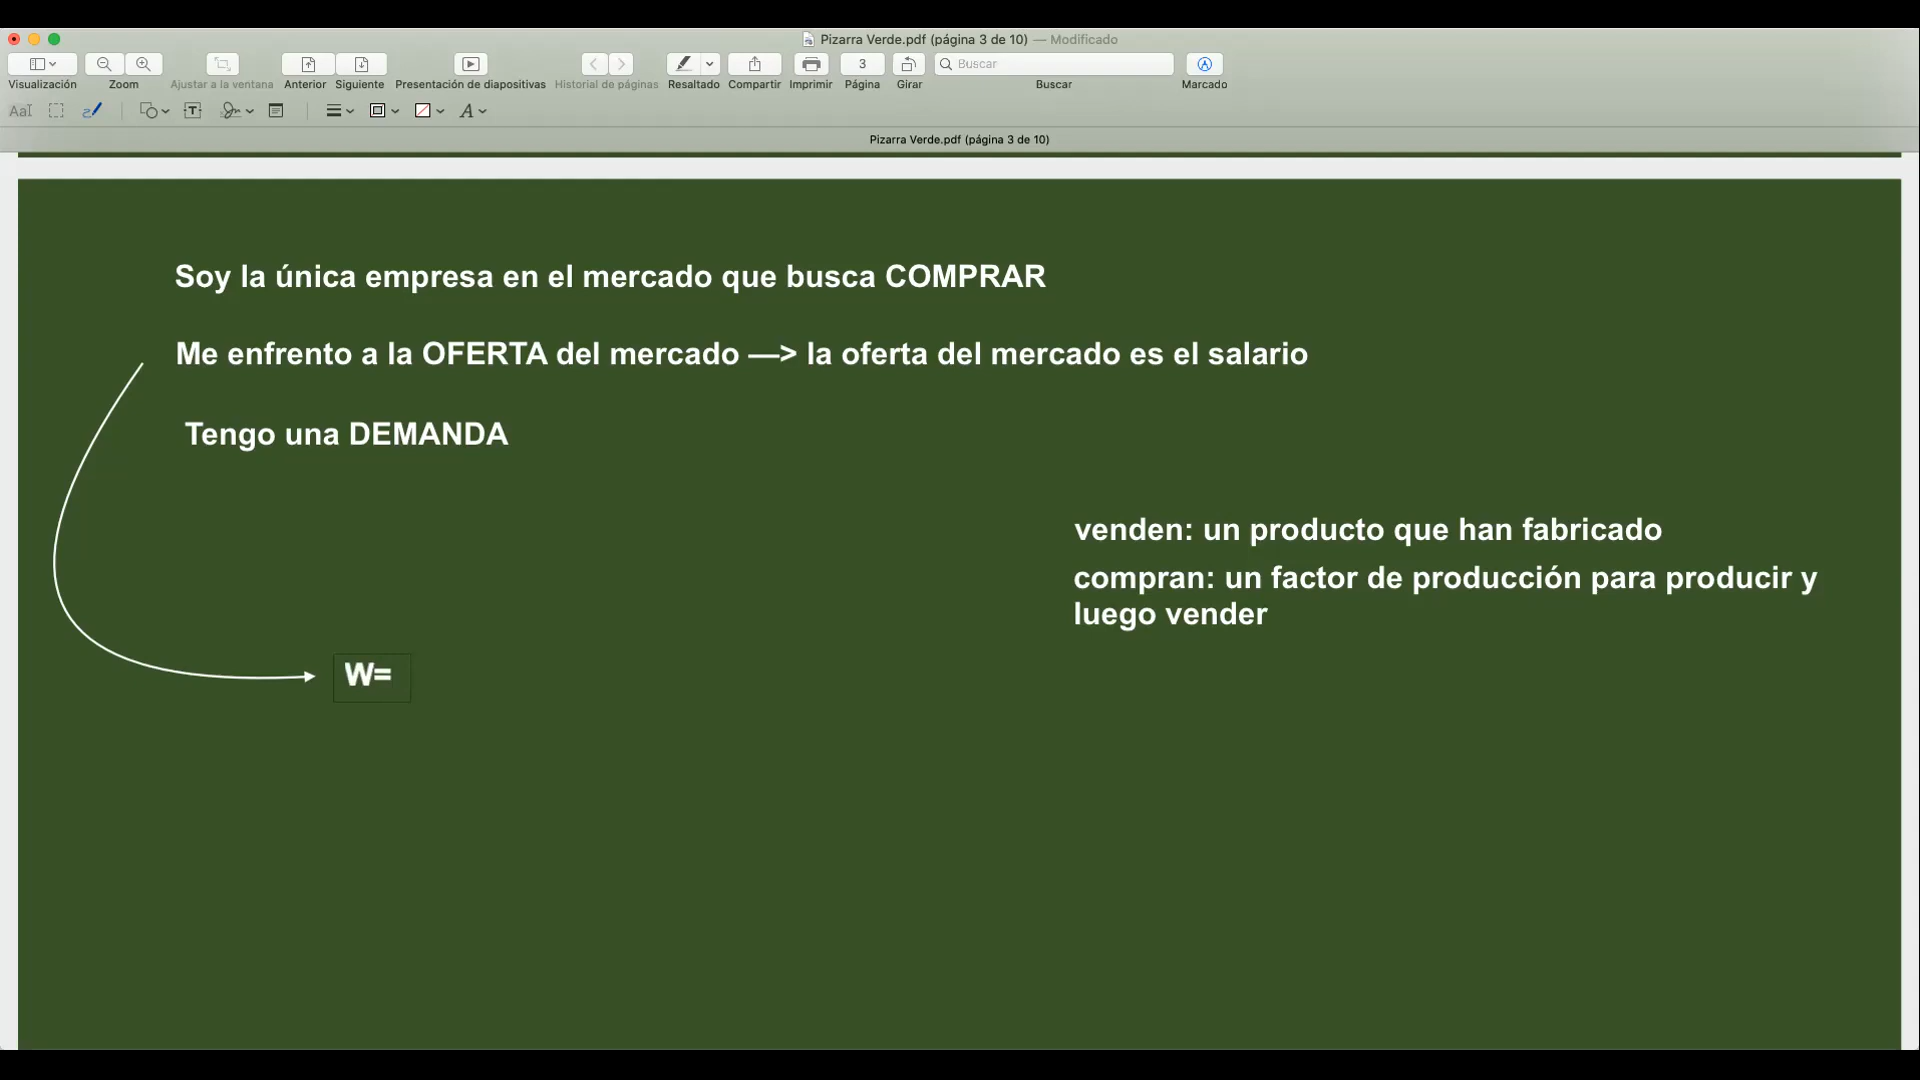 Pizarra Verde.pdf (página 3 de 10) — Modificado
3
Buscar
Visualización
Zoom
Ajustar a la ventana
Anterior
Siguiente
Presentación de diapositivas
Historial de páginas
Resaltado
Compartir
Imprimir
Página
Girar
Buscar
Marcado
AaI
T
A
Pizarra Verde.pdf (página 3 de 10)
Soy la única empresa en el mercado que busca COMPRAR
Me enfrento a la OFERTA del mercado —> la oferta del mercado es el salario
Tengo una DEMANDA
venden: un producto que han fabricado
compran: un factor de producción para producir y
luego vender
W=